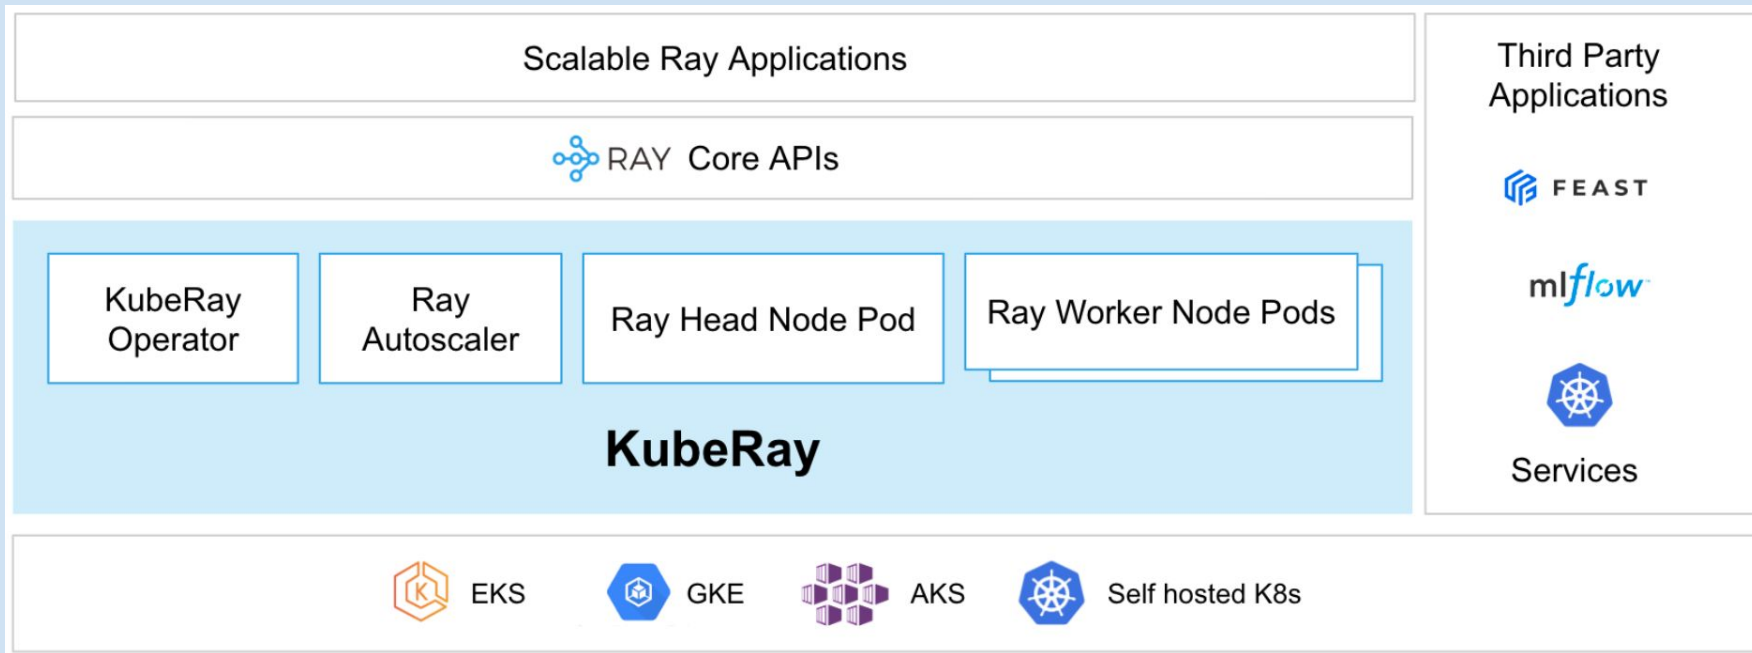 Scalable Ray Applications
RAY Core APIs
KubeRay
Operator
Ray
Autoscaler
Ray Head Node Pod
Ray Worker Node Pods
KubeRay
Third Party
Applications
FEAST
mlflow
Services
K EKS
GKE
AKS
Self hosted K8s